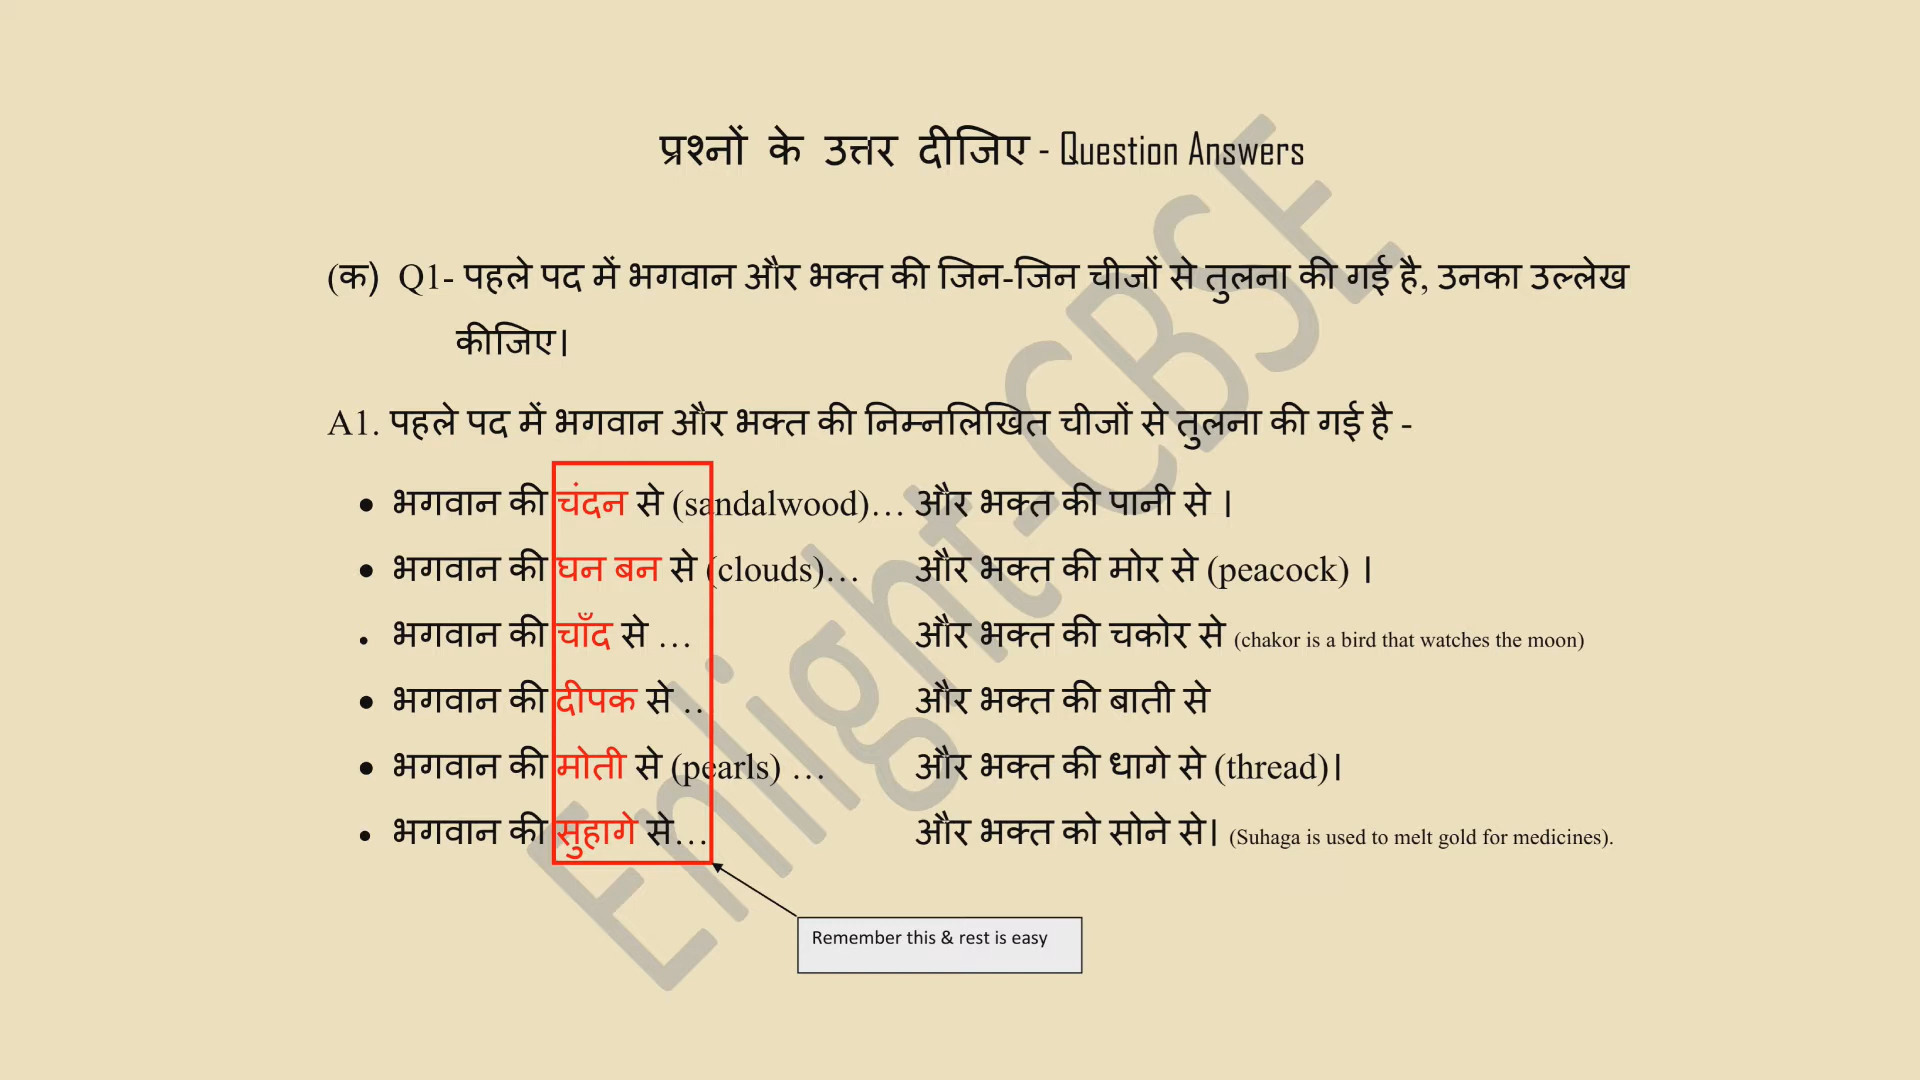 प्रश्नों के उत्तर दीजिए - Question Answers
(क) Q1- पहले पद में भगवान और भक्त की जिन-जिन चीजों से तुलना की गई है, उनका उल्लेख
कीजिए।
A1. पहले पद में भगवान और भक्त की निम्नलिखित चीजों से तुलना की गई है -
• भगवान की चंदन से (sandalwood)… और भक्त की पानी से ।
• भगवान की घन बन से (clouds)… और भक्त की मोर से (peacock) ।
• भगवान की चाँद से … और भक्त की चकोर से (chakor is a bird that watches the moon)
• भगवान की दीपक से .. और भक्त की बाती से
• भगवान की मोती से (pearls) … और भक्त की धागे से (thread)।
• भगवान की सुहागे से… और भक्त को सोने से। (Suhaga is used to melt gold for medicines).
Remember this & rest is easy
Enlight-CBSE